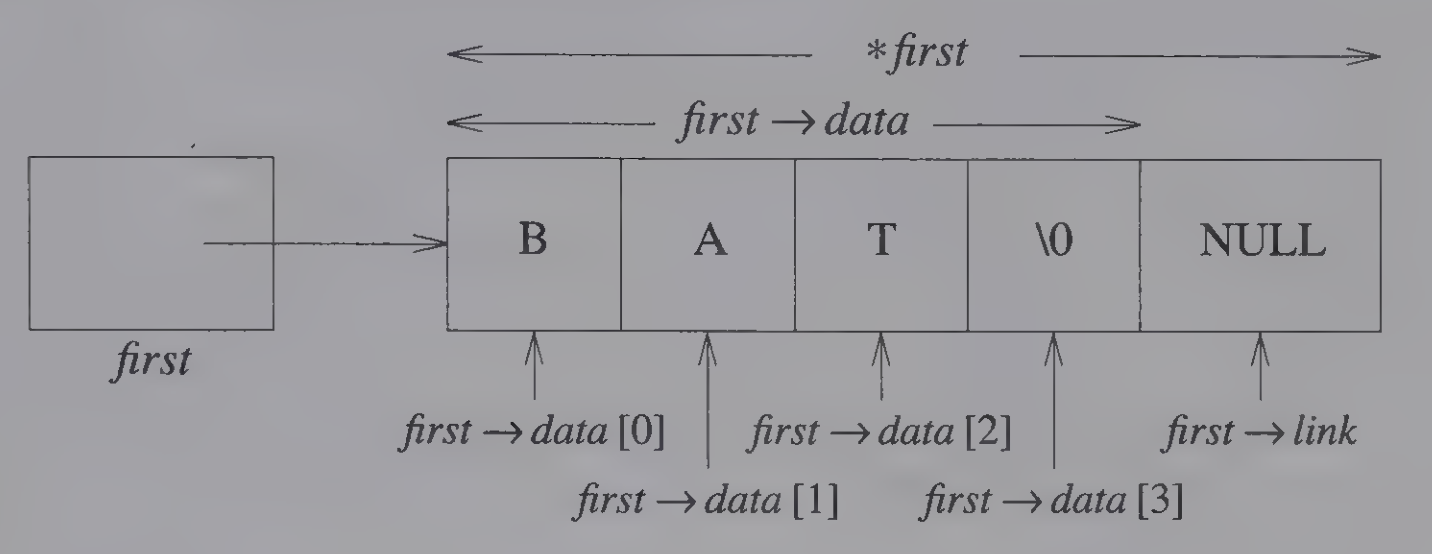 *first
first → data
B A T \0 NULL
first
first → data [0] first → data [2] first → link
first → data [1] first → data [3]